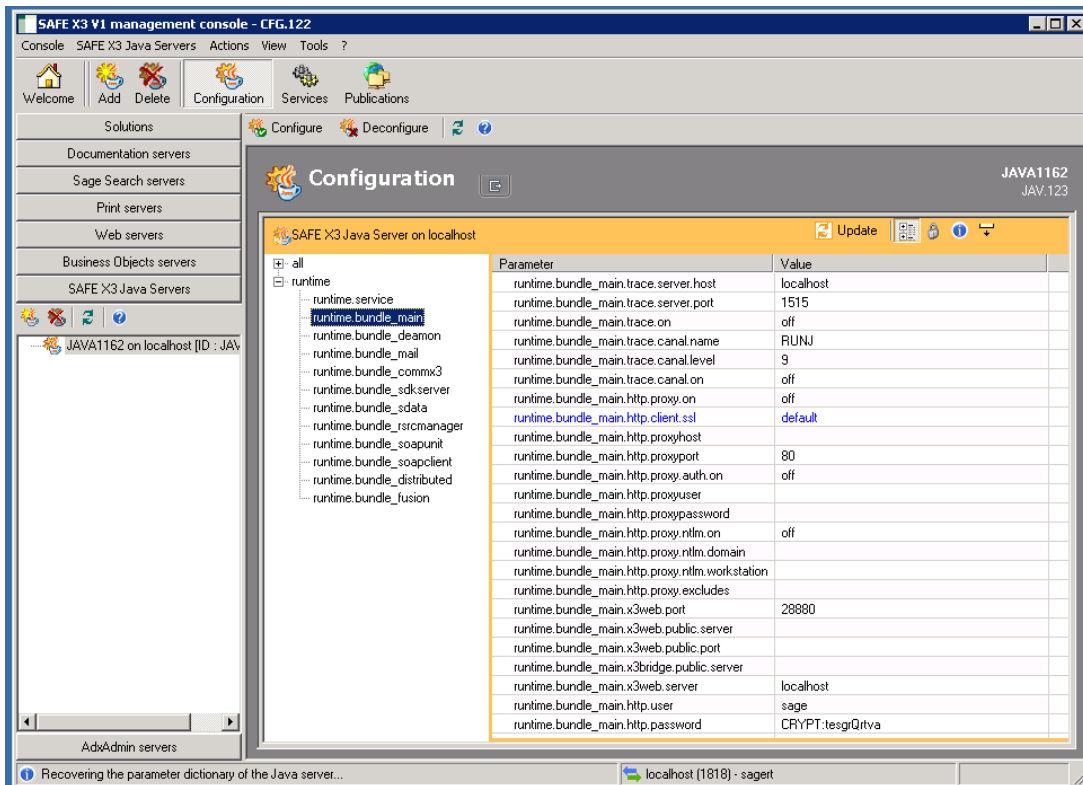 SAFE X3 V1 management console - CFG.122
Console SAFE X3 Java Servers Actions View Tools ?
Welcome Add Delete Configuration Services Publications
Solutions
Documentation servers
Sage Search servers
Print servers
Web servers
Business Objects servers
SAFE X3 Java Servers
JAVA1162 on localhost [ID : JAV
AdxAdmin servers
Configure Deconfigure
Configuration
JAVA1162
JAV.123
SAFE X3 Java Server on localhost
Update
all
runtime
runtime.service
runtime.bundle_main
runtime.bundle_deamon
runtime.bundle_mail
runtime.bundle_commx3
runtime.bundle_sdkserver
runtime.bundle_sdata
runtime.bundle_rsrcmanager
runtime.bundle_soapunit
runtime.bundle_soapclient
runtime.bundle_distributed
runtime.bundle_fusion
Parameter Value
runtime.bundle_main.trace.server.host localhost
runtime.bundle_main.trace.server.port 1515
runtime.bundle_main.trace.on off
runtime.bundle_main.trace.canal.name RUNJ
runtime.bundle_main.trace.canal.level 9
runtime.bundle_main.trace.canal.on off
runtime.bundle_main.http.proxy.on off
runtime.bundle_main.http.client.ssl default
runtime.bundle_main.http.proxyhost
runtime.bundle_main.http.proxyport 80
runtime.bundle_main.http.proxy.auth.on off
runtime.bundle_main.http.proxyuser
runtime.bundle_main.http.proxypassword
runtime.bundle_main.http.proxy.ntlm.on off
runtime.bundle_main.http.proxy.ntlm.domain
runtime.bundle_main.http.proxy.ntlm.workstation
runtime.bundle_main.http.proxy.excludes
runtime.bundle_main.x3web.port 28880
runtime.bundle_main.x3web.public.server
runtime.bundle_main.x3web.public.port
runtime.bundle_main.x3bridge.public.server
runtime.bundle_main.x3web.server localhost
runtime.bundle_main.http.user sage
runtime.bundle_main.http.password CRYPT:tesgrQrtva
Recovering the parameter dictionary of the Java server... localhost (1818) - sagert